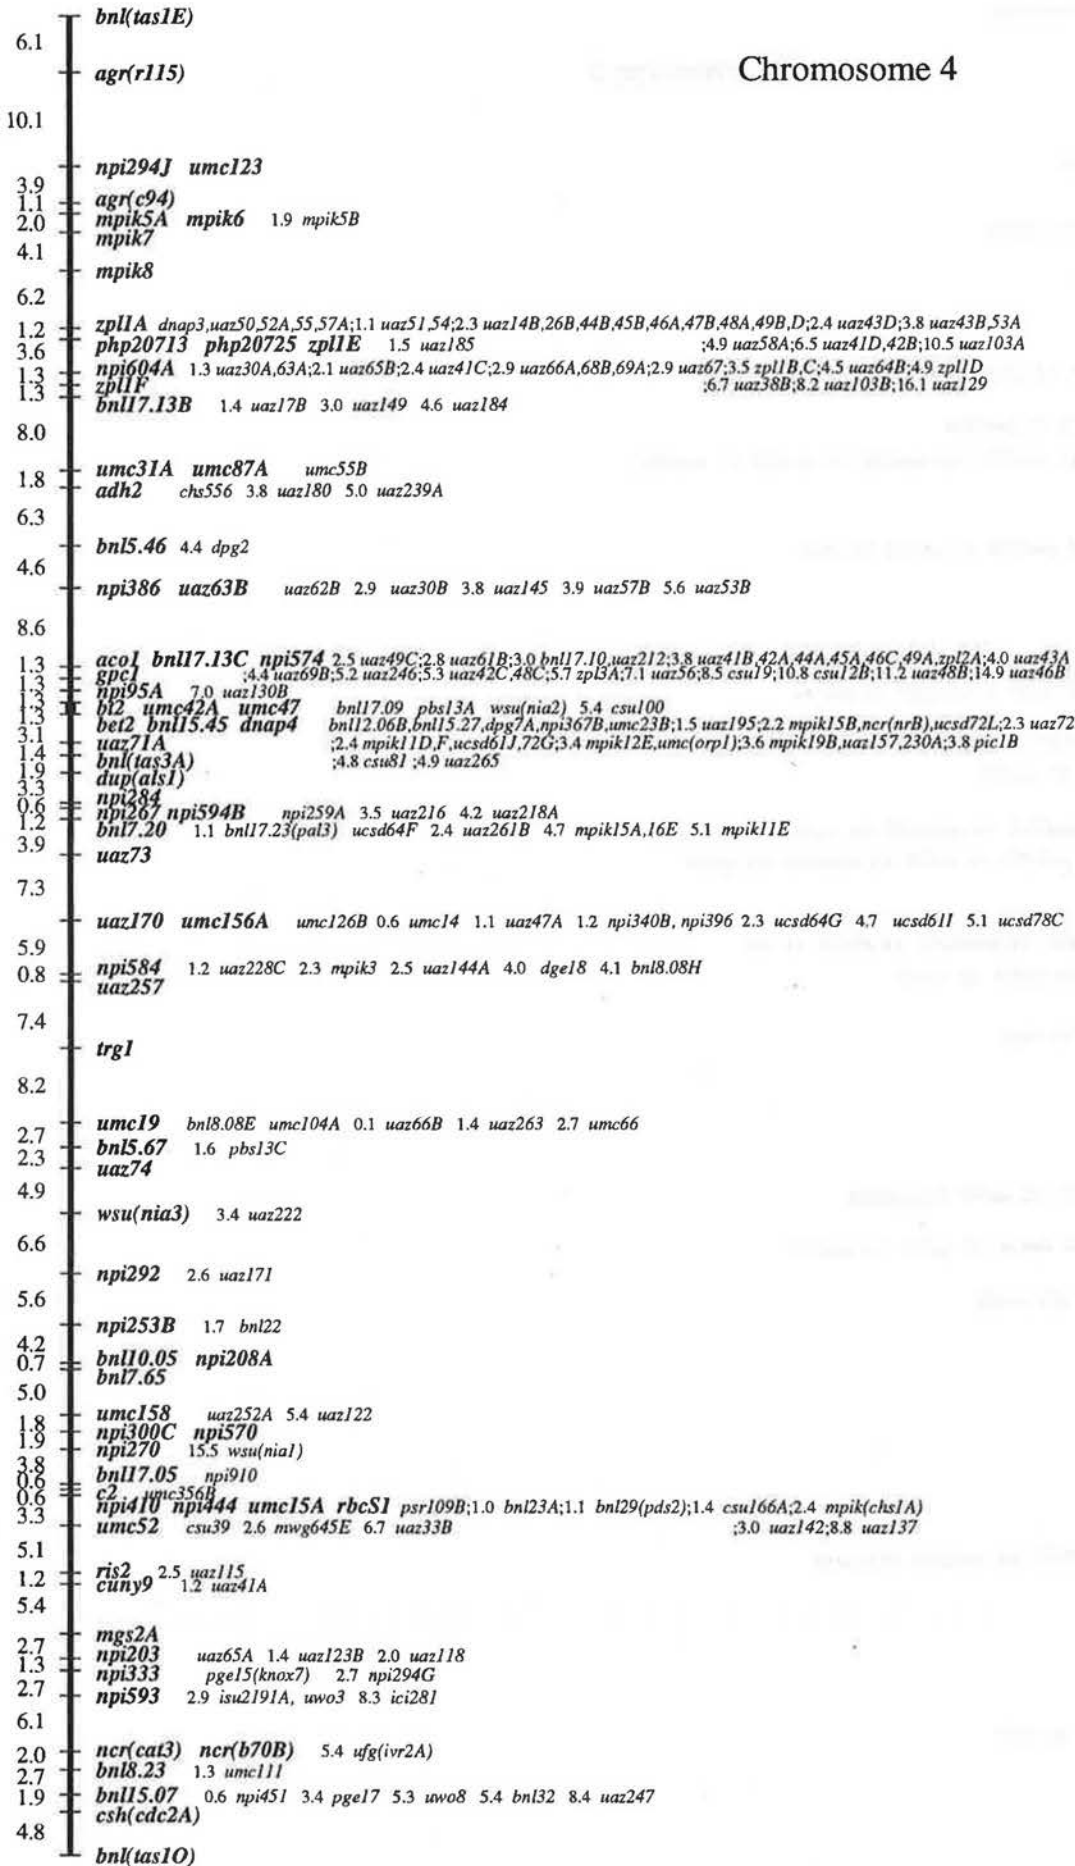 bnl(tas1E)
6.1
Chromosome 4
agr(r115)
10.1
npi294J umc123
3.9
agr(c94)
1.1
mpik5A mpik6 1.9 mpik5B
2.0
mpik7
4.1
mpik8
6.2
zpl1A dnap3,uaz50,52A,55,57A;1.1 uaz51,54;2.3 uaz14B,26B,44B,45B,46A,47B,48A,49B,D;2.4 uaz43D;3.8 uaz43B,53A
1.2
php20713 php20725 zpl1E 1.5 uaz185 ;4.9 uaz58A;6.5 uaz41D,42B;10.5 uaz103A
3.6
npi604A 1.3 uaz30A,63A;2.1 uaz65B;2.4 uaz41C;2.9 uaz66A,68B,69A;2.9 uaz67;3.5 zpl1B,C;4.5 uaz64B;4.9 zpl1D
1.3
zpl1F ;6.7 uaz38B;8.2 uaz103B;16.1 uaz129
1.3
bnl17.13B 1.4 uaz17B 3.0 uaz149 4.6 uaz184
8.0
umc31A umc87A umc55B
1.8
adh2 chs556 3.8 uaz180 5.0 uaz239A
6.3
bnl5.46 4.4 dpg2
4.6
npi386 uaz63B uaz62B 2.9 uaz30B 3.8 uaz145 3.9 uaz57B 5.6 uaz53B
8.6
aco1 bnl17.13C npi574 2.5 uaz49C;2.8 uaz61B;3.0 bnl17.10,uaz212;3.8 uaz41B,42A,44A,45A,46C,49A,zpl2A;4.0 uaz43A
1.3
gpc1 ;4.4 uaz69B;5.2 uaz246;5.3 uaz42C,48C;5.7 zpl3A;7.1 uaz56;8.5 csu19;10.8 csu12B;11.2 uaz48B;14.9 uaz46B
npi95A 7.0 uaz130B
bt2 umc42A umc47 bnl17.09 pbs13A wsu(nia2) 5.4 csu100
1.3
bet2 bnl15.45 dnap4 bnl12.06B,bnl15.27,dpg7A,npi367B,umc23B;1.5 uaz195;2.2 mpik15B,ncr(nrB),ucsd72L;2.3 uaz72
3.1
uaz71A ;2.4 mpik11D,F,ucsd61J,72G;3.4 mpik12E,umc(orp1);3.6 mpik19B,uaz157,230A;3.8 pic1B
1.4
bnl(tas3A) ;4.8 csu81 ;4.9 uaz265
1.9
dup(als1)
3.3
npi284
0.6
npi267 npi594B npi259A 3.5 uaz216 4.2 uaz218A
1.2
bnl7.20 1.1 bnl17.23(pal3) ucsd64F 2.4 uaz261B 4.7 mpik15A,16E 5.1 mpik11E
3.9
uaz73
7.3
uaz170 umc156A umc126B 0.6 umc14 1.1 uaz47A 1.2 npi340B, npi396 2.3 ucsd64G 4.7 ucsd61I 5.1 ucsd78C
5.9
npi584 1.2 uaz228C 2.3 mpik3 2.5 uaz144A 4.0 dge18 4.1 bnl8.08H
0.8
uaz257
7.4
trg1
8.2
umc19 bnl8.08E umc104A 0.1 uaz66B 1.4 uaz263 2.7 umc66
2.7
bnl5.67 1.6 pbs13C
2.3
uaz74
4.9
wsu(nia3) 3.4 uaz222
6.6
npi292 2.6 uaz171
5.6
npi253B 1.7 bnl22
4.2
bnl10.05 npi208A
0.7
bnl7.65
5.0
umc158 uaz252A 5.4 uaz122
1.8
npi300C npi570
1.9
npi270 15.5 wsu(nia1)
3.8
bnl17.05 npi910
0.6
c2 umc356B
0.6
npi410 npi444 umc15A rbcS1 psr109B;1.0 bnl23A;1.1 bnl29(pds2);1.4 csu166A;2.4 mpik(chs1A)
3.3
umc52 csu39 2.6 mwg645E 6.7 uaz33B ;3.0 uaz142;8.8 uaz137
5.1
ris2 2.5 uaz115
1.2
cuny9 1.2 uaz41A
5.4
mgs2A
2.7
npi203 uaz65A 1.4 uaz123B 2.0 uaz118
1.3
npi333 pge15(knox7) 2.7 npi294G
2.7
npi593 2.9 isu2191A, uwo3 8.3 ici281
6.1
ncr(cat3) ncr(b70B) 5.4 ufg(ivr2A)
2.0
bnl8.23 1.3 umc111
2.7
bnl15.07 0.6 npi451 3.4 pge17 5.3 uwo8 5.4 bnl32 8.4 uaz247
1.9
csh(cdc2A)
4.8
bnl(tas1O)